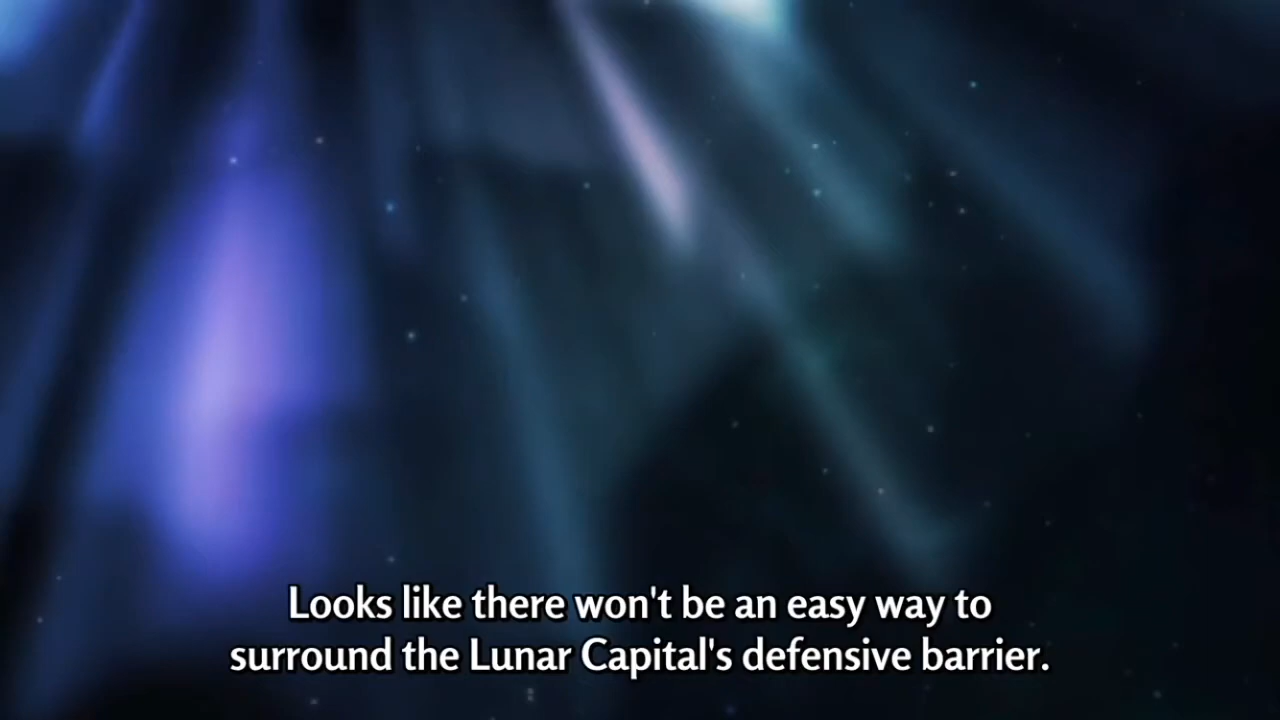 Looks like there won't be an easy way to
surround the Lunar Capital's defensive barrier.